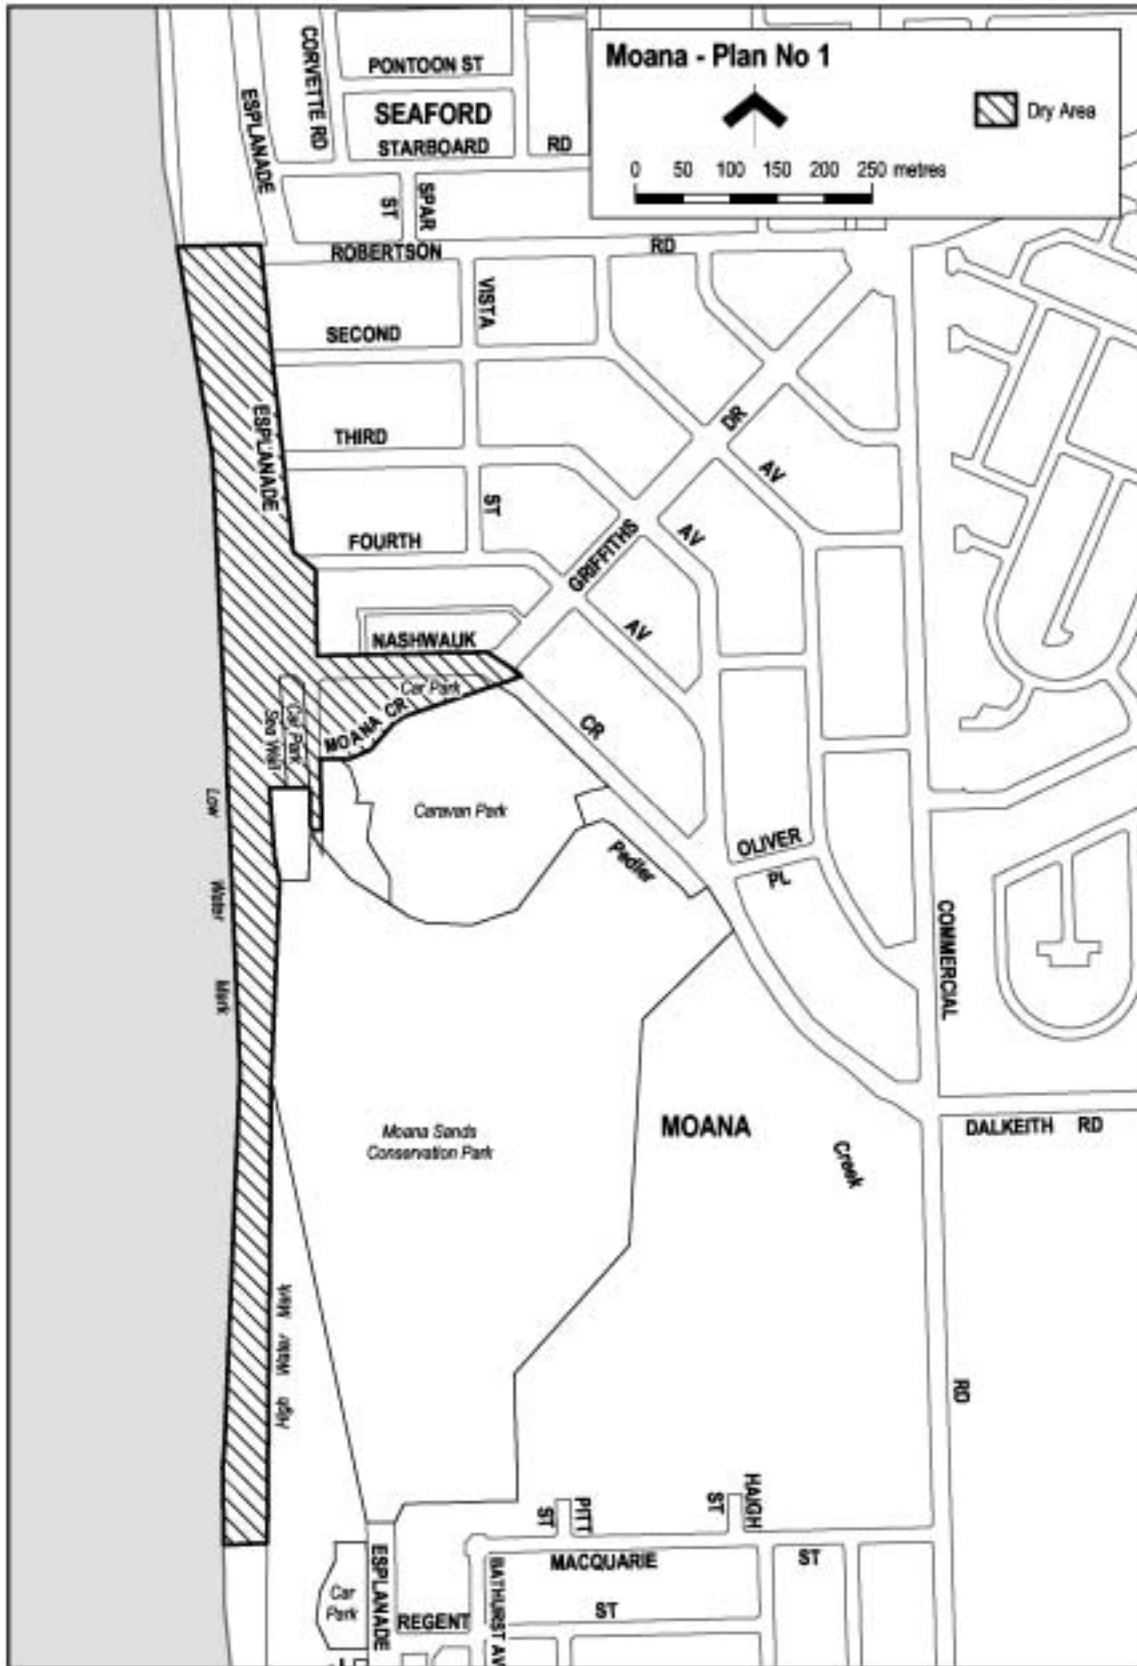 Moana - Plan No 1
Dry Area
0 50 100 150 200 250 metres
CORVETTE RD
PONTOON ST
ESPLANADE
SEAFORD
STARBOARD RD
SPAR ST
ROBERTSON RD
VISTA ST
SECOND AV
THIRD AV
FOURTH AV
ESPLANADE
GRIFFITHS DR
NASHWAUK CR
Car Park
MOANA CR
Car Park
Sea Wall
Caravan Park
Low Water Mark
Pedler Creek
OLIVER PL
COMMERCIAL RD
MOANA
DALKEITH RD
Moana Sands
Conservation Park
High Water Mark
PITT ST
HAIGH ST
MACQUARIE ST
ESPLANADE
Car
Park
REGENT ST
BATHURST AV